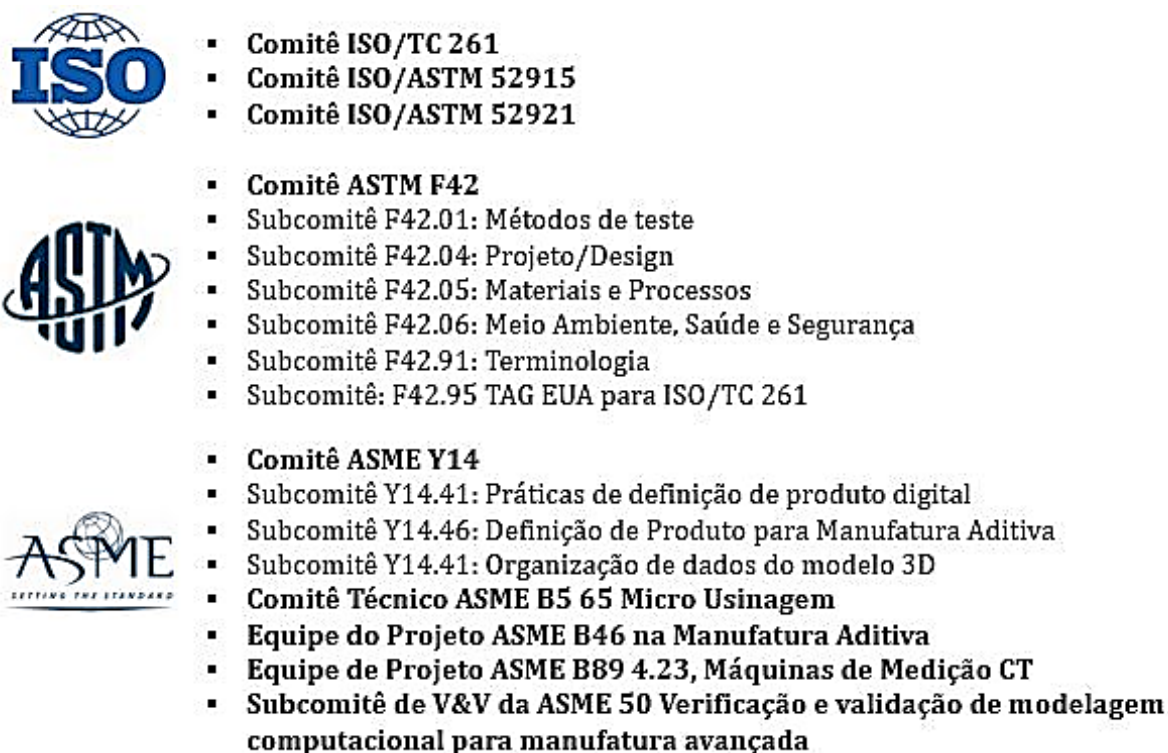 ISO
▪ Comitê ISO/TC 261
▪ Comitê ISO/ASTM 52915
▪ Comitê ISO/ASTM 52921
ASTM
▪ Comitê ASTM F42
▪ Subcomitê F42.01: Métodos de teste
▪ Subcomitê F42.04: Projeto/Design
▪ Subcomitê F42.05: Materiais e Processos
▪ Subcomitê F42.06: Meio Ambiente, Saúde e Segurança
▪ Subcomitê F42.91: Terminologia
▪ Subcomitê: F42.95 TAG EUA para ISO/TC 261
ASME
SETTING THE STANDARD
▪ Comitê ASME Y14
▪ Subcomitê Y14.41: Práticas de definição de produto digital
▪ Subcomitê Y14.46: Definição de Produto para Manufatura Aditiva
▪ Subcomitê Y14.41: Organização de dados do modelo 3D
▪ Comitê Técnico ASME B5 65 Micro Usinagem
▪ Equipe do Projeto ASME B46 na Manufatura Aditiva
▪ Equipe de Projeto ASME B89 4.23, Máquinas de Medição CT
▪ Subcomitê de V&V da ASME 50 Verificação e validação de modelagem
computacional para manufatura avançada